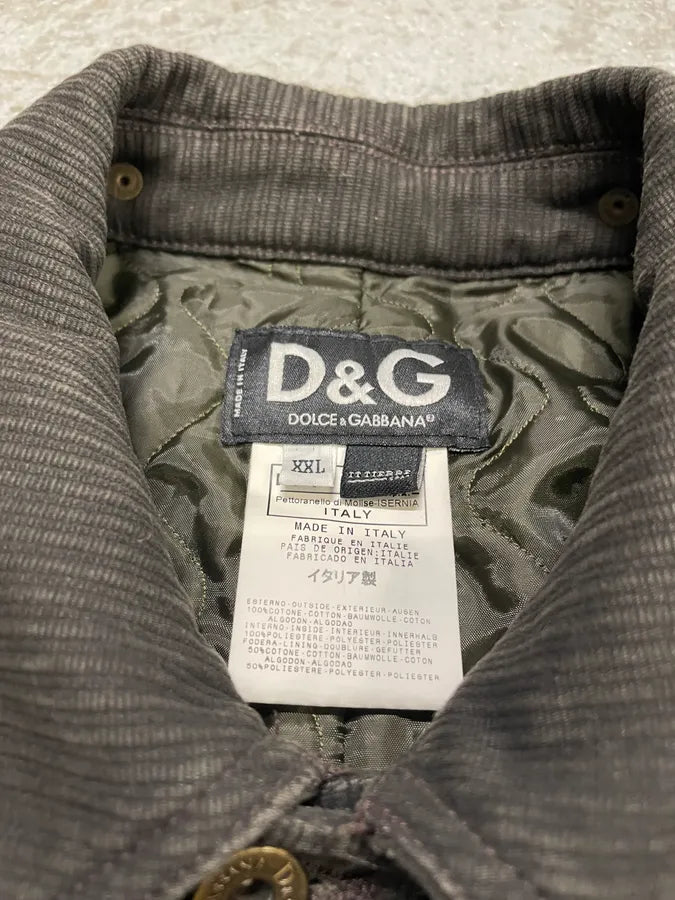 MADE IN ITALY
D&G
DOLCE & GABBANA
XXL
ITTIERRE
Pettoranello di Molise-ISERNIA
ITALY
MADE IN ITALY
FABRIQUE EN ITALIE
PAIS DE ORIGEN:ITALIE
FABRICADO EN ITALIA
イタリア製
ESTERNO-OUTSIDE-EXTERIEUR-AUSEN
100%COTONE-COTTON-BAUMWOLLE-COTON
ALGODON-ALGODAO
INTERNO-INSIDE-INTERIEUR-INNERHALB
100%POLIESTERE-POLYESTER-POLYESTER
FODERA-LINING-DOUBLURE-GEFUTTER
50%COTONE-COTTON-BAUMWOLLE-COTON
ALGODON-ALGODAO
50%POLIESTERE-POLYESTER-POLIESTER